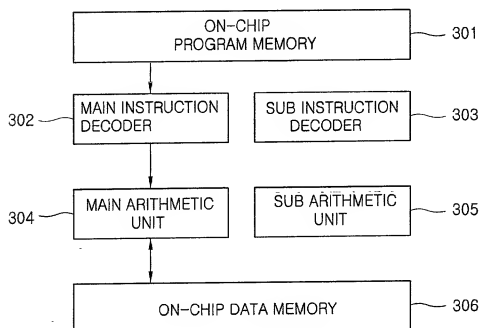 ON-CHIP
PROGRAM MEMORY
301
302
MAIN INSTRUCTION
DECODER
SUB INSTRUCTION
DECODER
303
304
MAIN ARITHMETIC
UNIT
SUB ARITHMETIC
UNIT
305
ON-CHIP DATA MEMORY
306